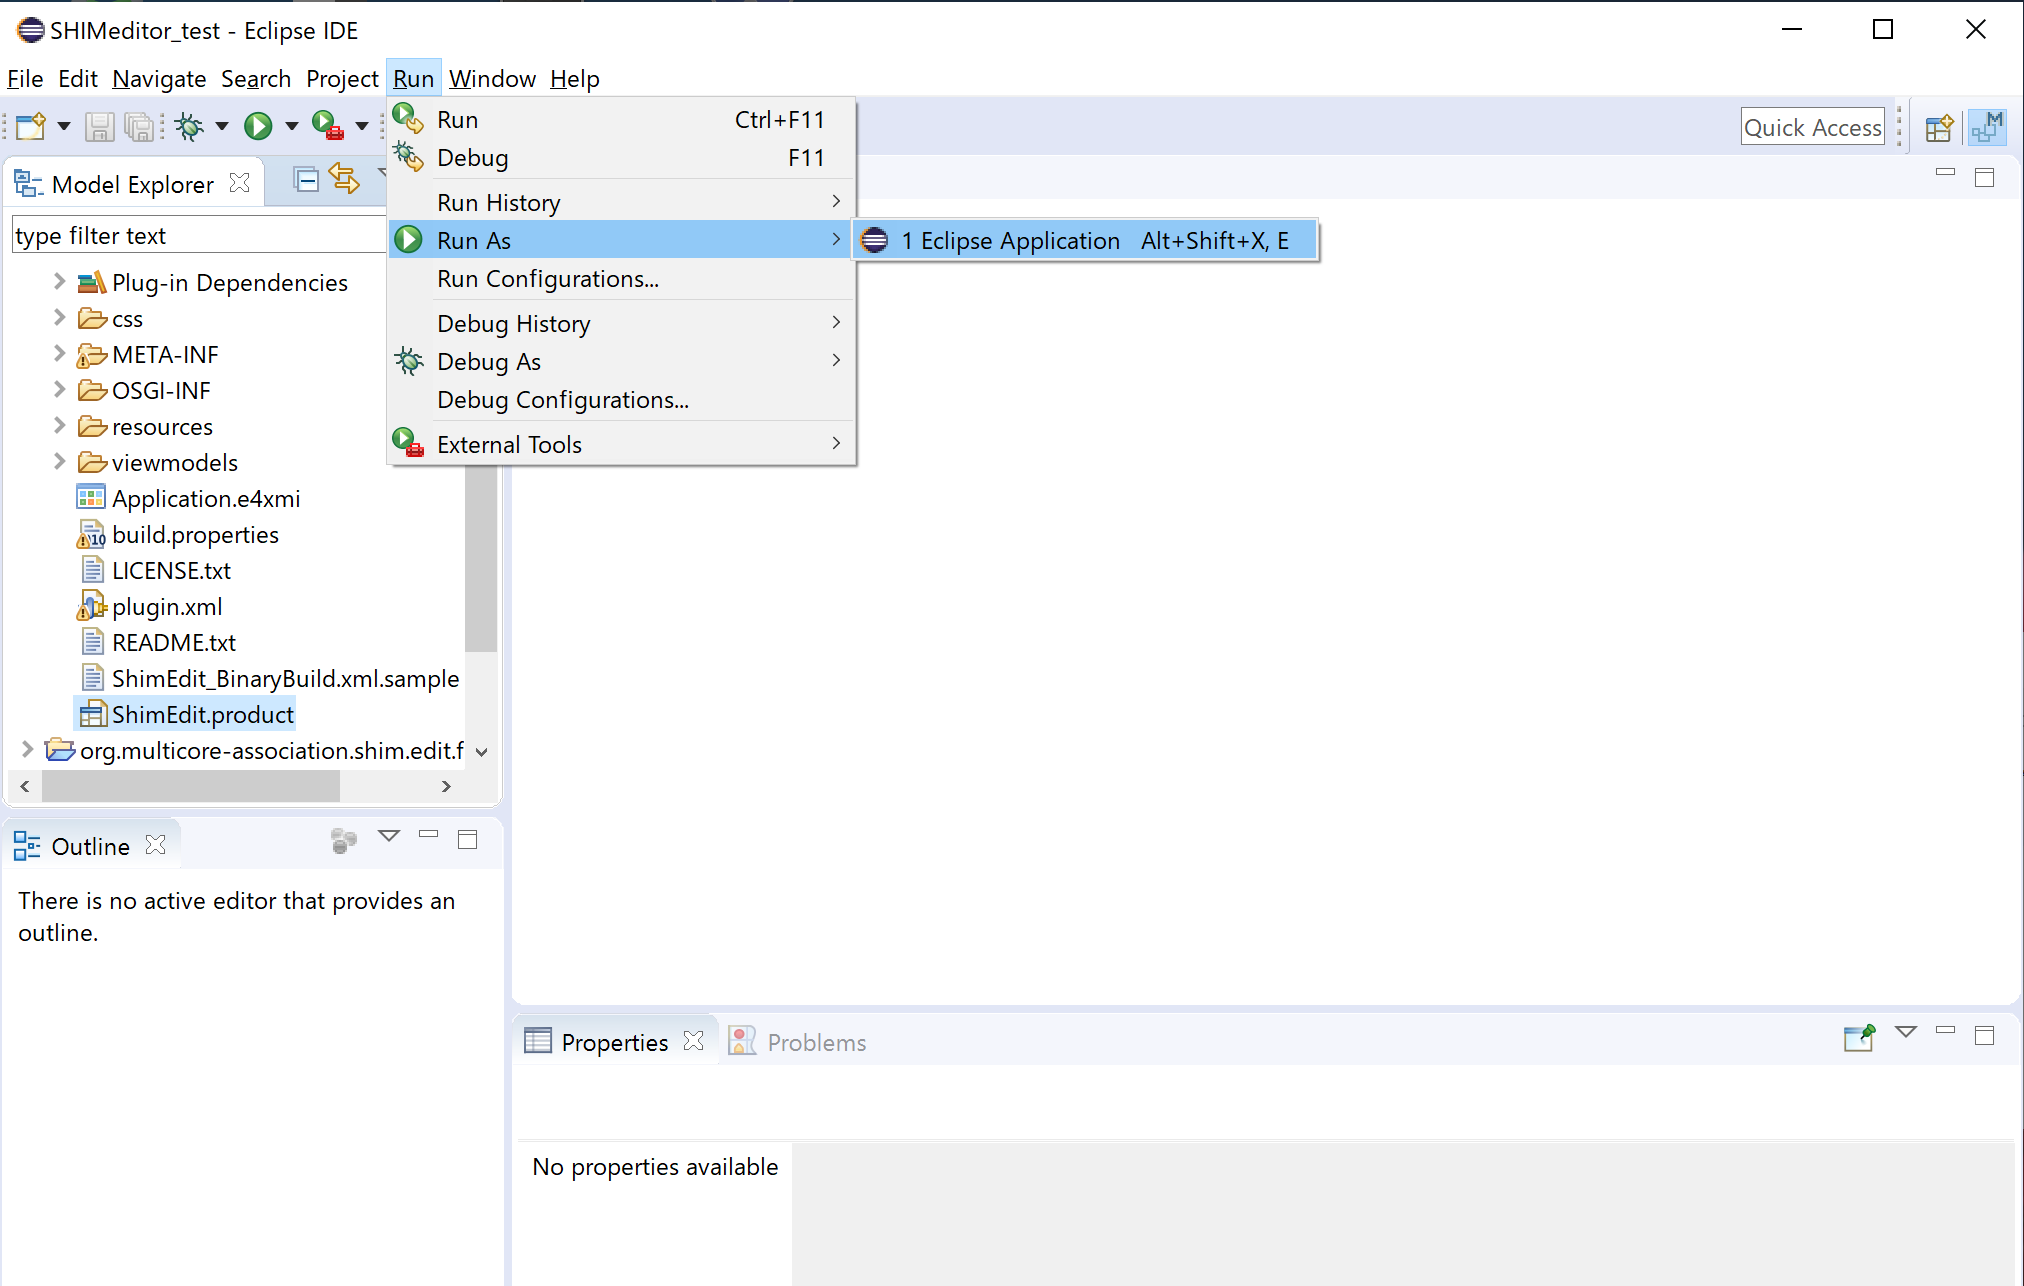 SHIMeditor_test - Eclipse IDE
File Edit Navigate Search Project Run Window Help
Quick Access
M
Model Explorer
type filter text
Plug-in Dependencies
css
META-INF
OSGI-INF
resources
viewmodels
Application.e4xmi
build.properties
LICENSE.txt
plugin.xml
README.txt
ShimEdit_BinaryBuild.xml.sample
ShimEdit.product
org.multicore-association.shim.edit.f
Run Ctrl+F11
Debug F11
Run History
Run As
Run Configurations...
Debug History
Debug As
Debug Configurations...
External Tools
1 Eclipse Application Alt+Shift+X, E
Outline
There is no active editor that provides an
outline.
Properties
Problems
No properties available